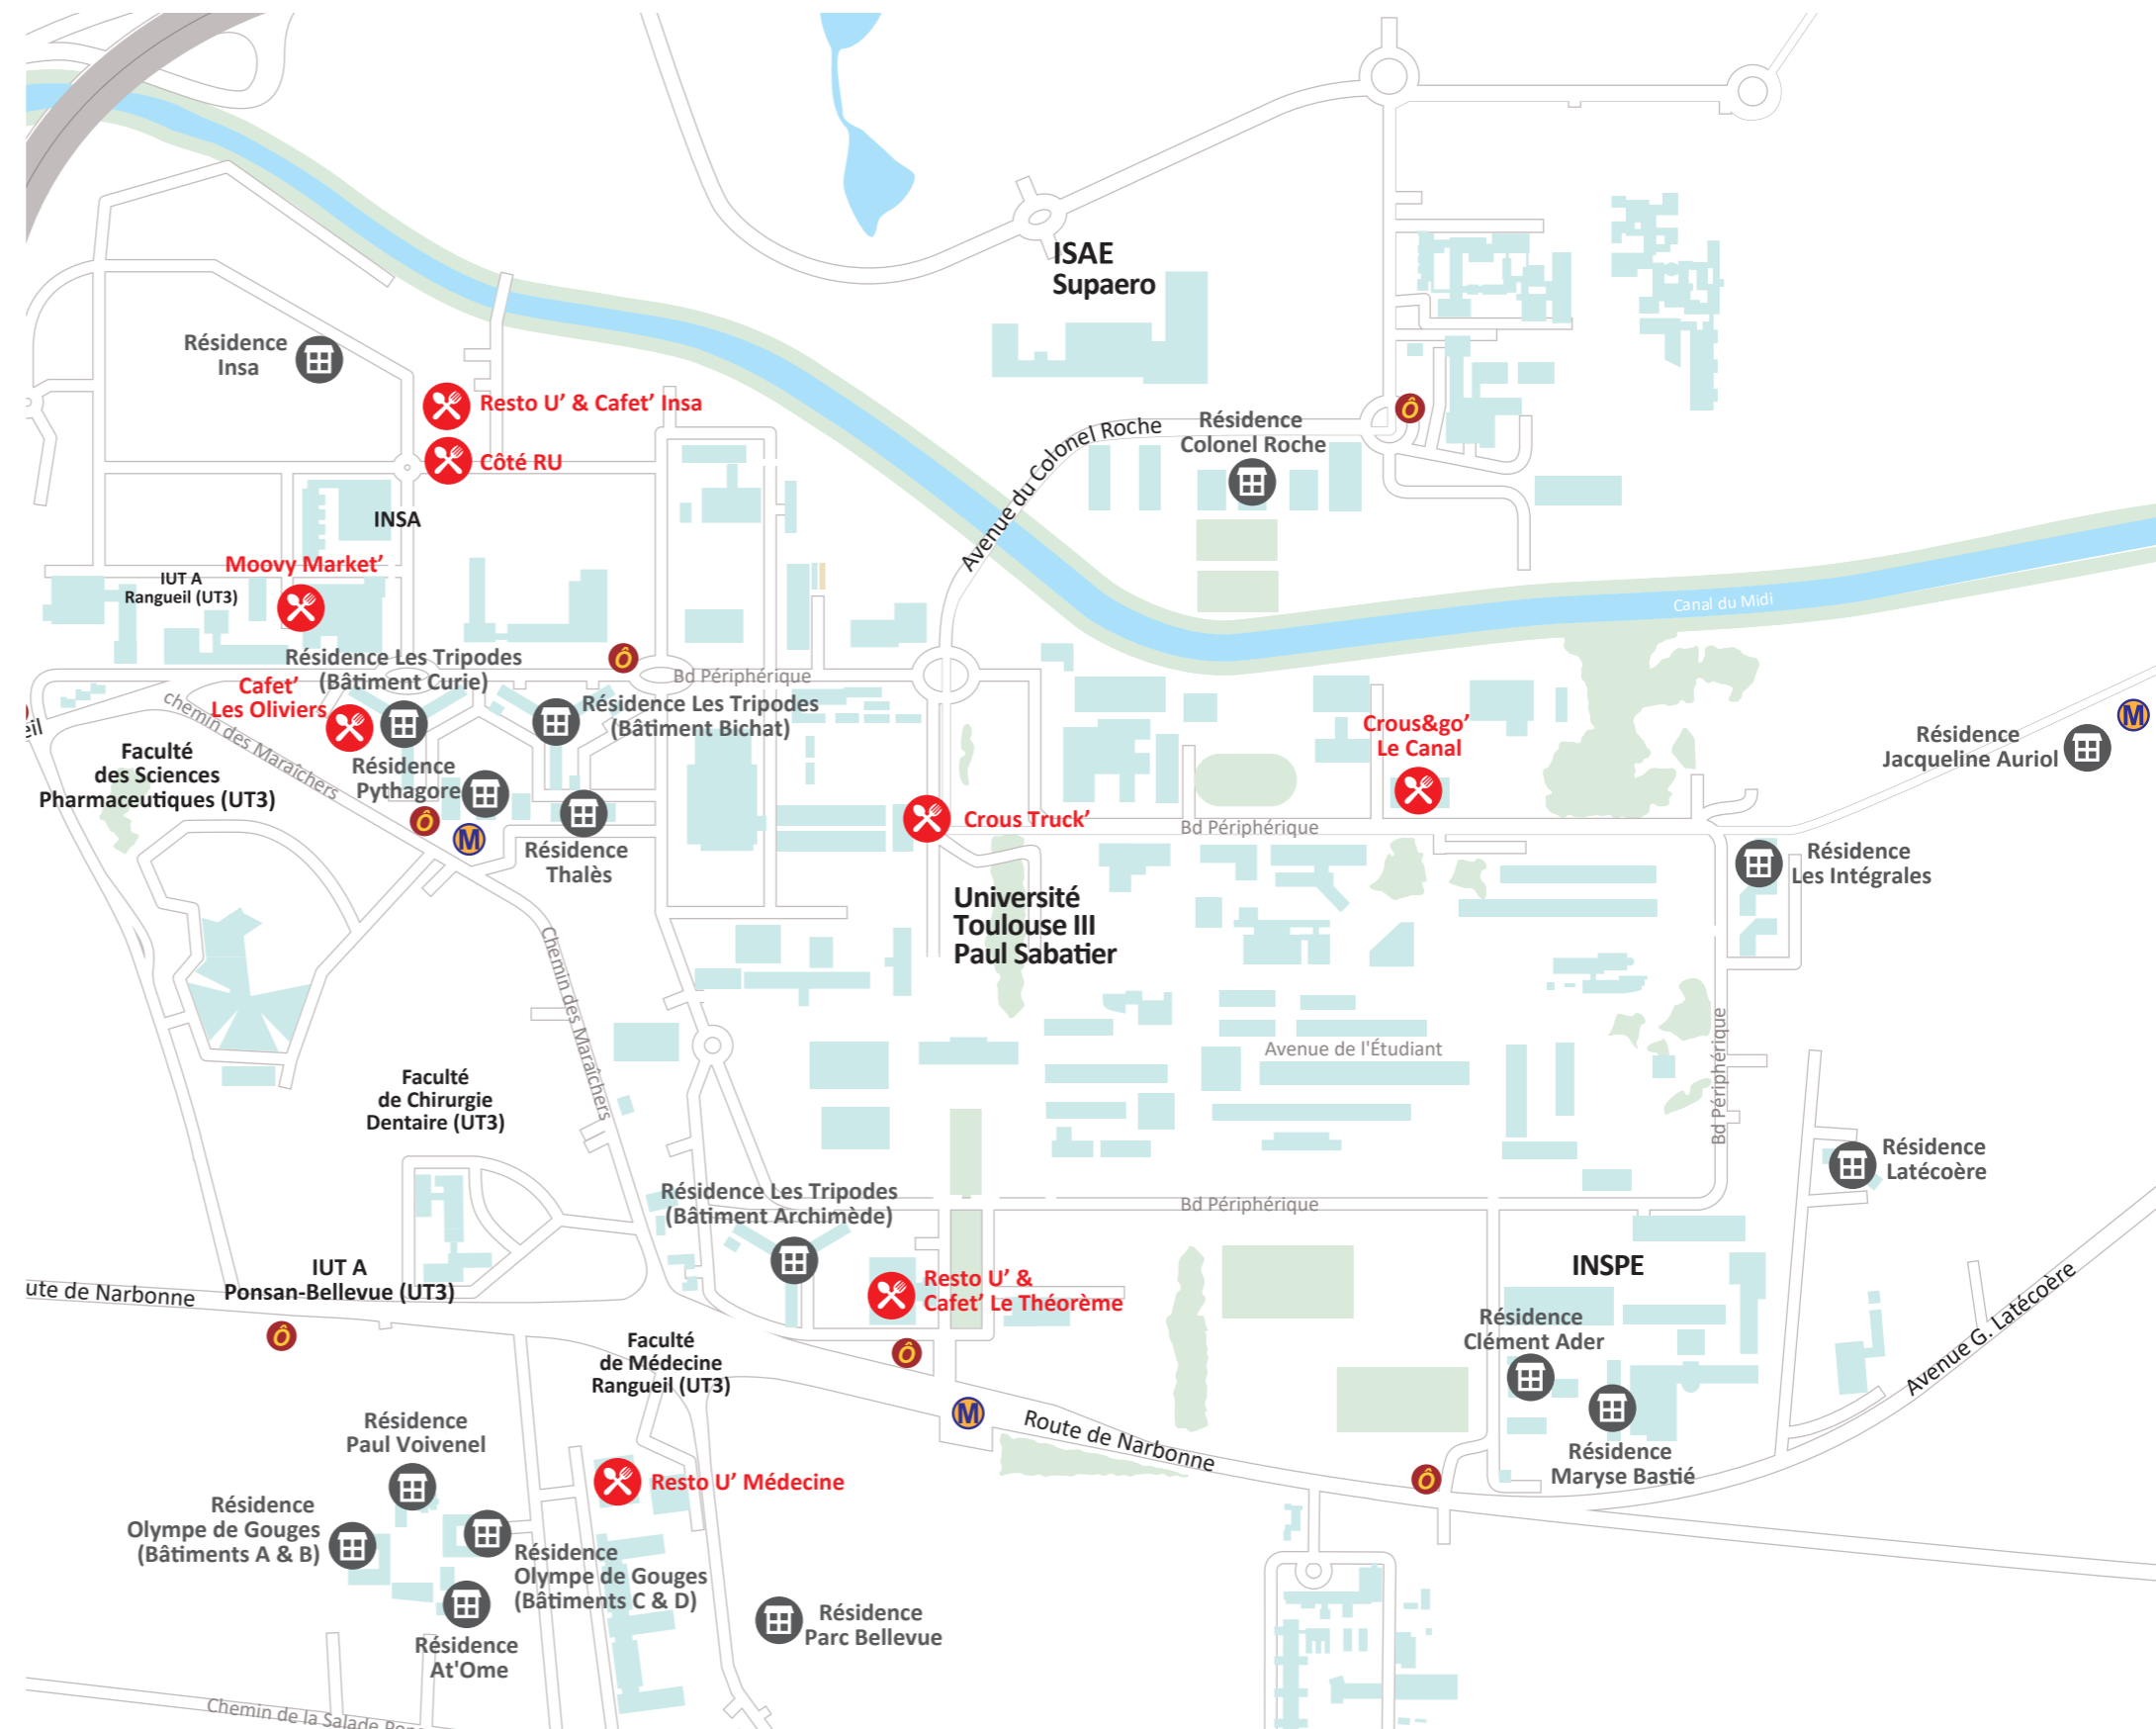 ISAE
Supaero
Résidence
Insa
Resto U’ & Cafet’ Insa
Côté RU
Résidence
Colonel Roche
Ô
Avenue du Colonel Roche
INSA
Moovy Market’
IUT A
Rangueil (UT3)
Canal du Midi
Résidence Les Tripodes
(Bâtiment Curie)
Ô
Bd Périphérique
Cafet’
Les Oliviers
Résidence Les Tripodes
(Bâtiment Bichat)
chemin des Maraîchers
eil
Faculté
des Sciences
Pharmaceutiques (UT3)
Résidence
Pythagore
Ô
M
Résidence
Thalès
Crous&go’
Le Canal
M
Résidence
Jacqueline Auriol
Crous Truck’
Bd Périphérique
Résidence
Les Intégrales
Université
Toulouse III
Paul Sabatier
Chemin des Maraîchers
Avenue de l'Étudiant
Bd Périphérique
Faculté
de Chirurgie
Dentaire (UT3)
Résidence
Latécoère
Résidence Les Tripodes
(Bâtiment Archimède)
Bd Périphérique
IUT A
Ponsan-Bellevue (UT3)
ute de Narbonne
Ô
Resto U’ &
Cafet’ Le Théorème
INSPE
Résidence
Clément Ader
Avenue G. Latécoère
Faculté
de Médecine
Rangueil (UT3)
Ô
M
Route de Narbonne
Résidence
Maryse Bastié
Ô
Résidence
Paul Voivenel
Resto U’ Médecine
Résidence
Olympe de Gouges
(Bâtiments A & B)
Résidence
Olympe de Gouges
(Bâtiments C & D)
Résidence
At'Ome
Résidence
Parc Bellevue
Chemin de la Salade